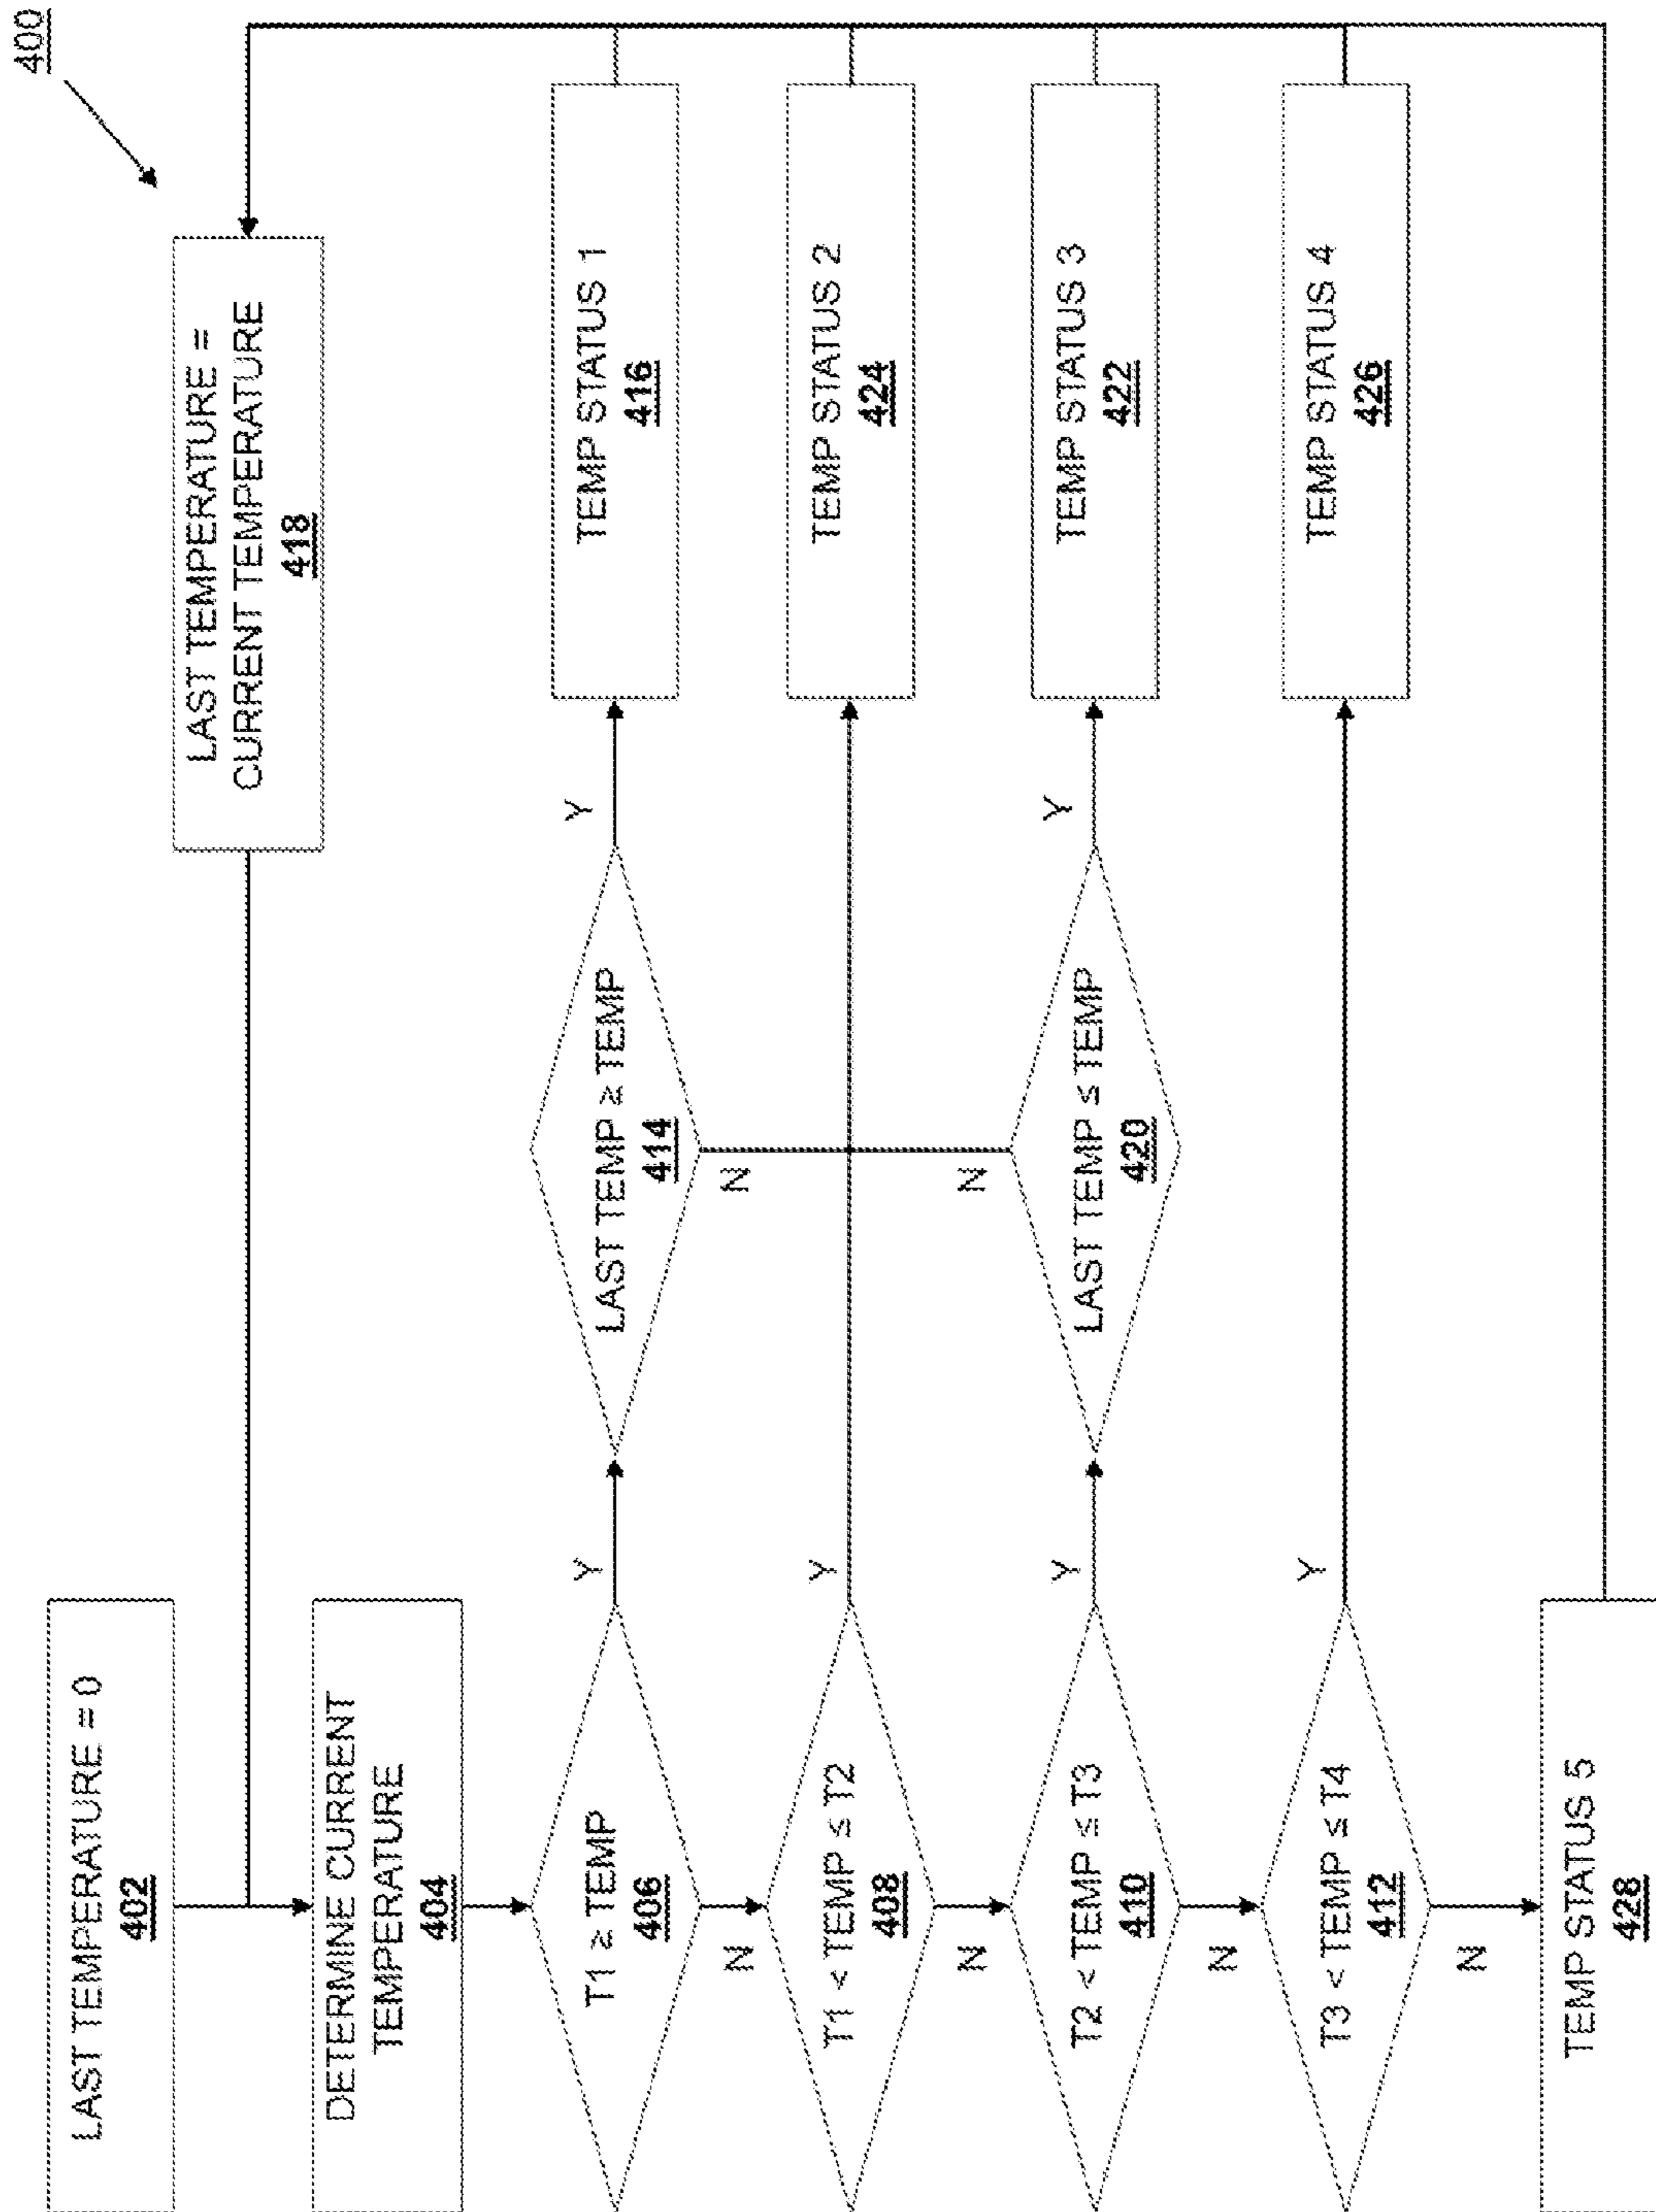 400
LAST TEMPERATURE = 0
402
LAST TEMPERATURE =
CURRENT TEMPERATURE
418
DETERMINE CURRENT
TEMPERATURE
404
T1 ≥ TEMP
406
Y
N
LAST TEMP ≥ TEMP
414
Y
N
TEMP STATUS 1
416
T1 < TEMP ≤ T2
408
Y
N
TEMP STATUS 2
424
T2 < TEMP ≤ T3
410
Y
N
LAST TEMP ≤ TEMP
420
Y
N
TEMP STATUS 3
422
T3 < TEMP ≤ T4
412
Y
N
TEMP STATUS 4
426
TEMP STATUS 5
428